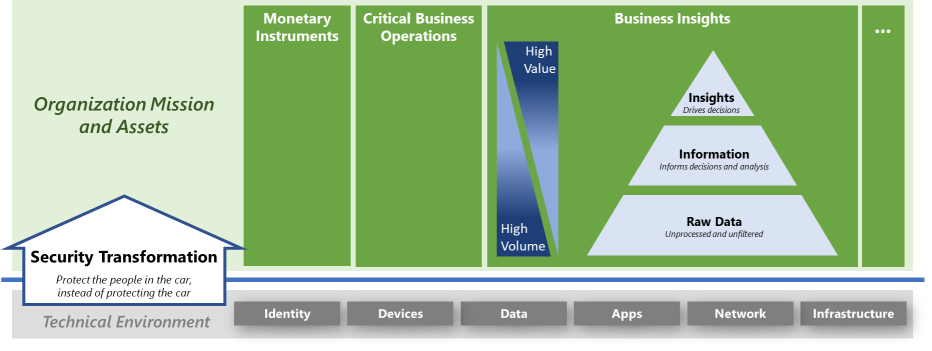 Monetary
Instruments
Critical Business
Operations
Business Insights
...
High
Value
High
Volume
Insights
Drives decisions
Information
Informs decisions and analysis
Raw Data
Unprocessed and unfiltered
Organization Mission
and Assets
Security Transformation
Protect the people in the car,
instead of protecting the car
Technical Environment
Identity
Devices
Data
Apps
Network
Infrastructure